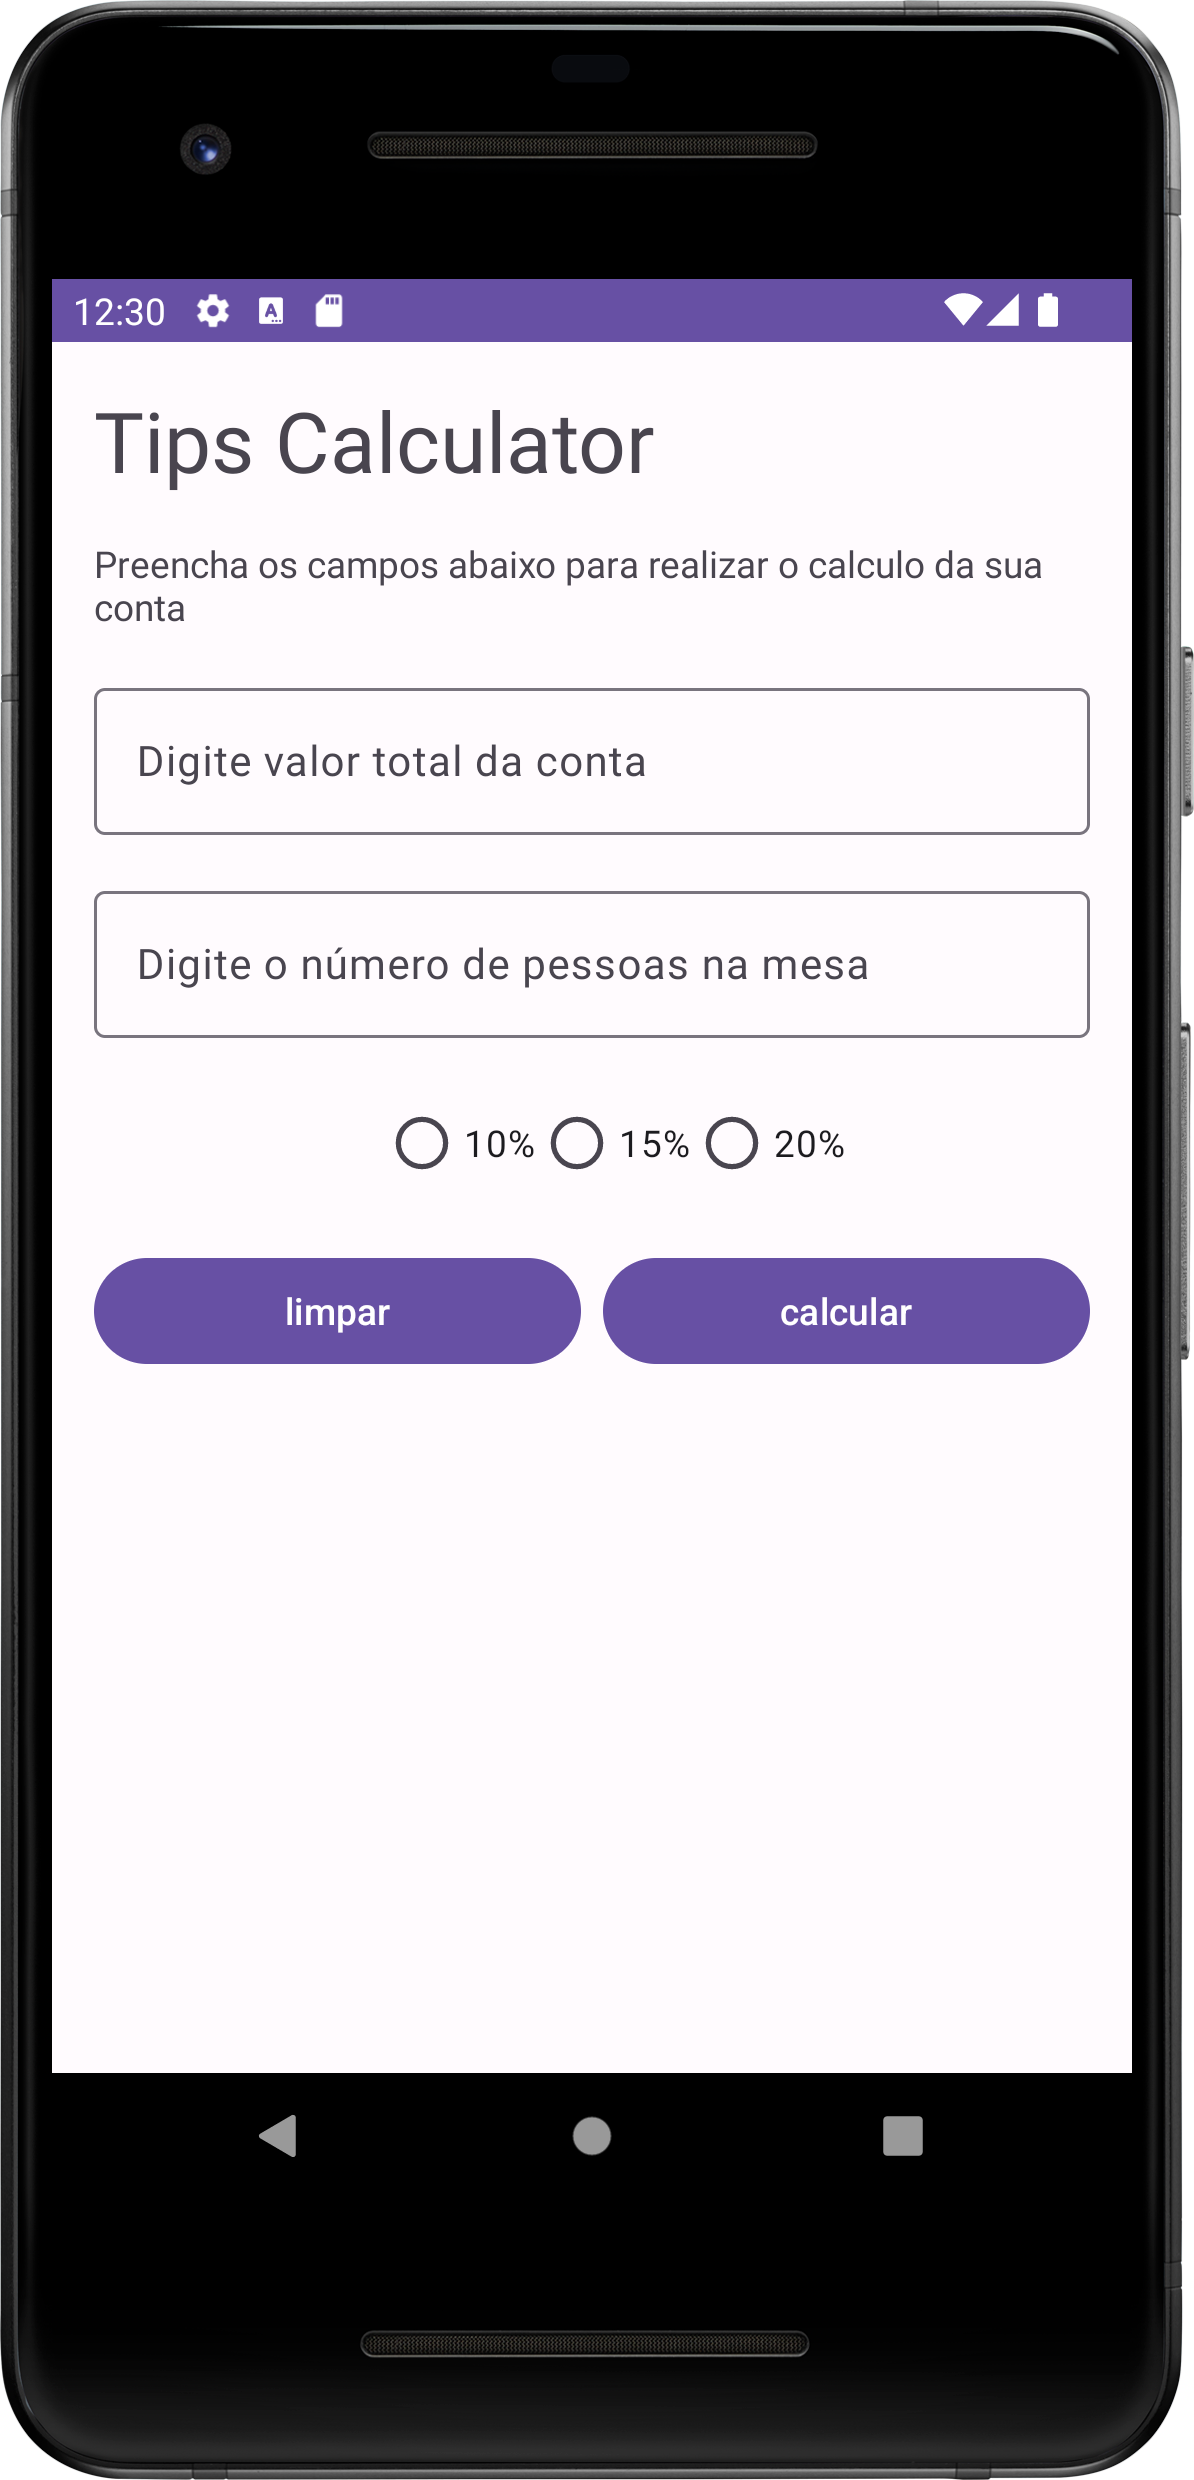 12:30
Tips Calculator
Preencha os campos abaixo para realizar o calculo da sua
conta
Digite valor total da conta
Digite o número de pessoas na mesa
10% 15% 20%
limpar calcular